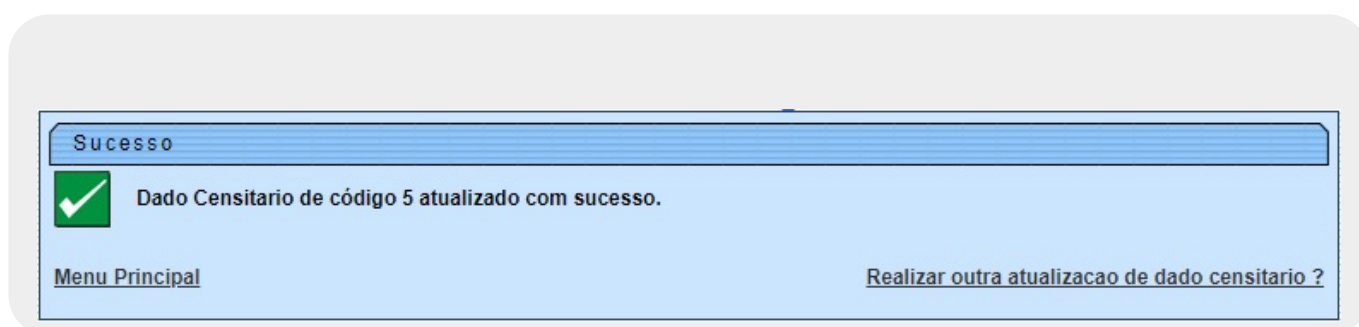 Sucesso
Dado Censitario de código 5 atualizado com sucesso.
Menu Principal
Realizar outra atualizacao de dado censitario ?